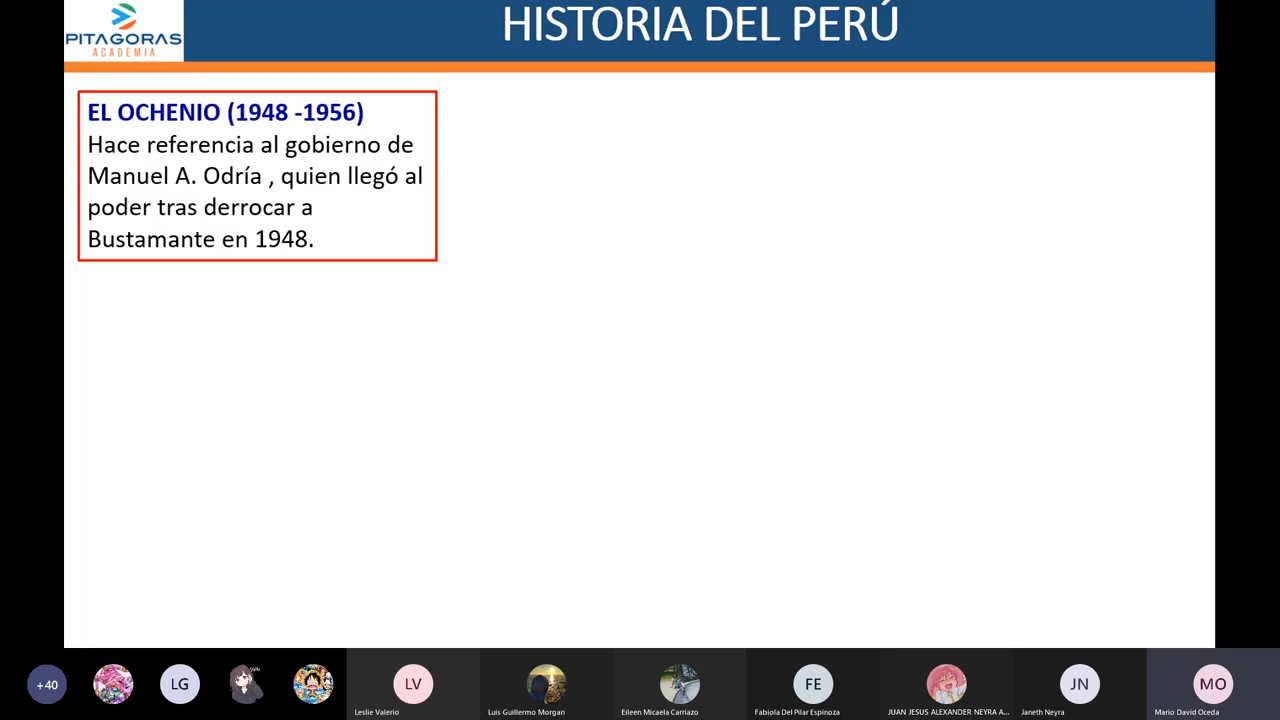 PITAGORAS
ACADEMIA
HISTORIA DEL PERÚ
EL OCHENIO (1948 -1956)
Hace referencia al gobierno de
Manuel A. Odría , quien llegó al
poder tras derrocar a
Bustamante en 1948.
+40
LG
LV
FE
JN
MO
Leslie Valerio
Luis Guillermo Morgan
Eileen Micaela Carriazo
Fabiola Del Pilar Espinoza
JUAN JESUS ALEXANDER NEYRA A...
Janeth Neyra
Mario David Oceda